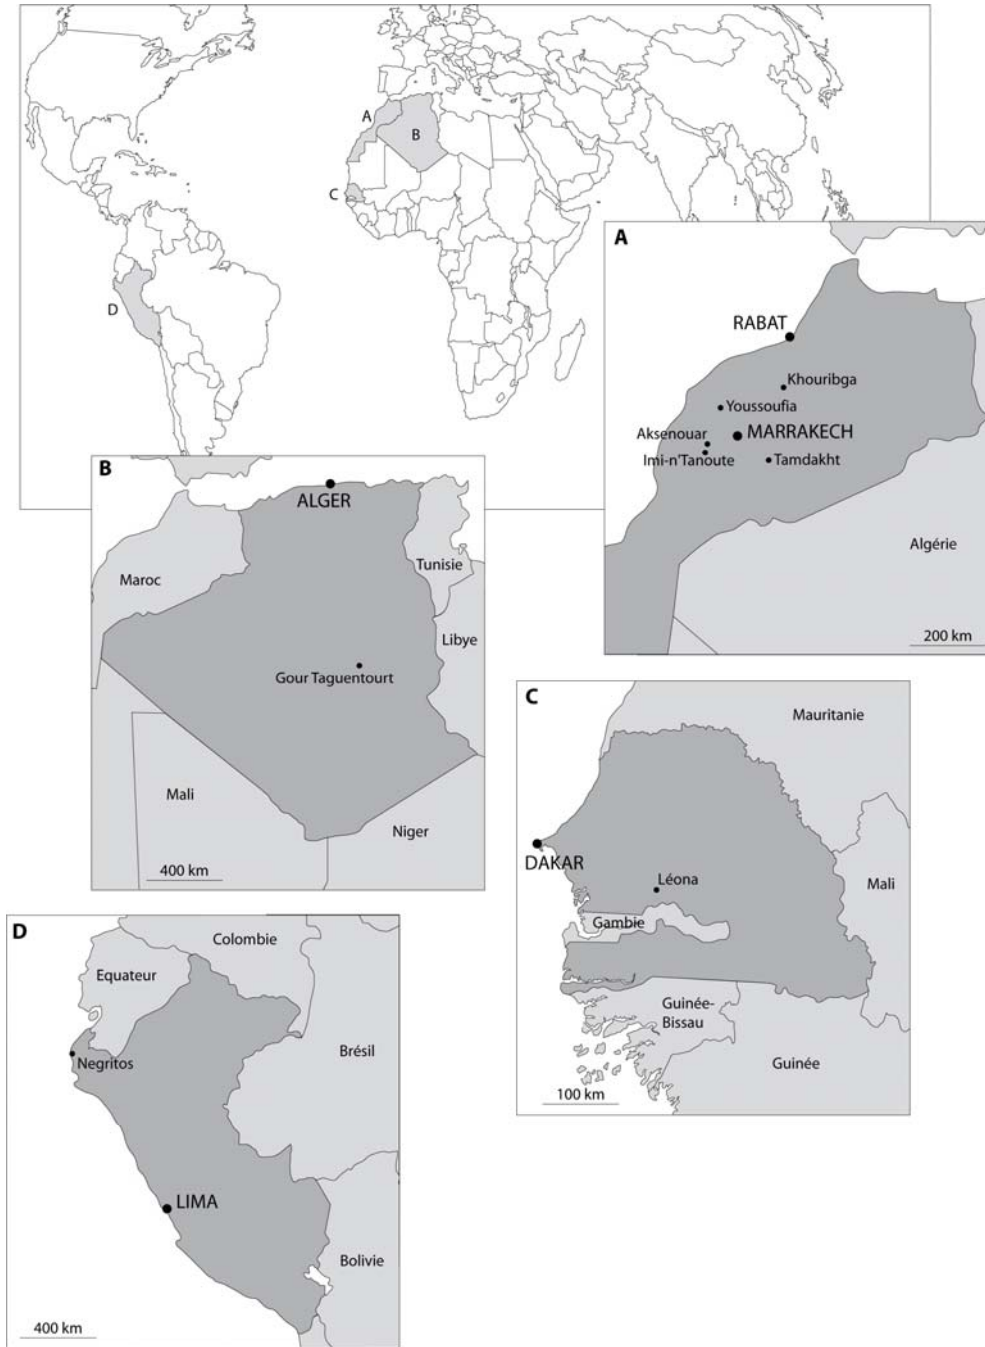 A
B
C
D
A
RABAT
Khouribga
Youssoufia
MARRAKECH
Aksenouar
Imi-n'Tanoute
Tamdakht
Algérie
200 km
B
ALGER
Maroc
Tunisie
Libye
Gour Taguentourt
Mali
Niger
400 km
C
Mauritanie
DAKAR
Léona
Mali
Gambie
Guinée-
Bissau
Guinée
100 km
D
Colombie
Equateur
Brésil
Negritos
LIMA
Bolivie
400 km